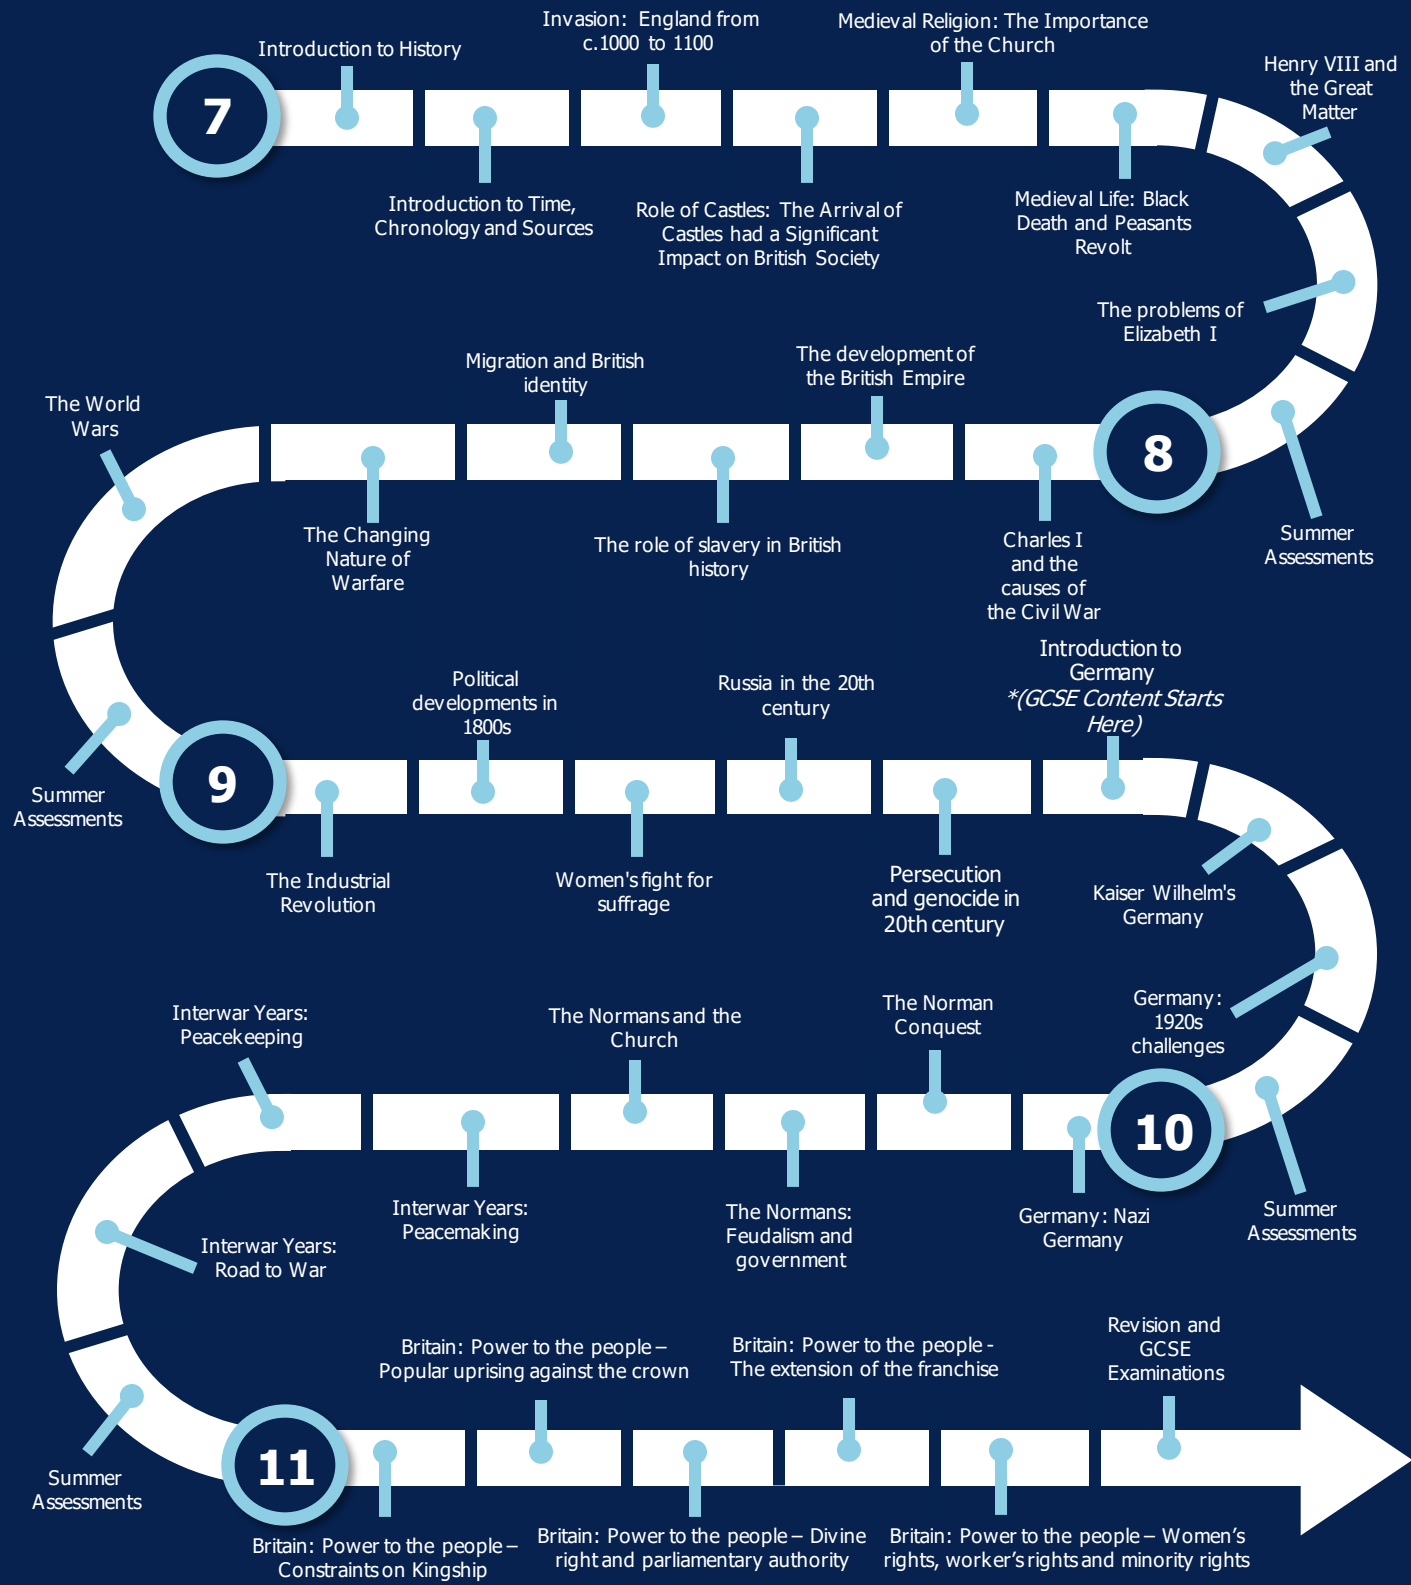 7
Introduction to History
Introduction to Time,
Chronology and Sources
Invasion: England from
c.1000 to 1100
Role of Castles: The Arrival of
Castles had a Significant
Impact on British Society
Medieval Religion: The Importance
of the Church
Medieval Life: Black
Death and Peasants
Revolt
Henry VIII and
the Great
Matter
The problems of
Elizabeth I
Summer
Assessments
8
Charles I
and the
causes of
the Civil War
The development of
the British Empire
The role of slavery in British
history
Migration and British
identity
The Changing
Nature of
Warfare
The World
Wars
Summer
Assessments
9
The Industrial
Revolution
Political
developments in
1800s
Women's fight for
suffrage
Russia in the 20th
century
Persecution
and genocide in
20th century
Introduction to
Germany
*(GCSE Content Starts
Here)
Kaiser Wilhelm's
Germany
Germany:
1920s
challenges
Summer
Assessments
10
Germany: Nazi
Germany
The Norman
Conquest
The Normans:
Feudalism and
government
The Normans and the
Church
Interwar Years:
Peacemaking
Interwar Years:
Peacekeeping
Interwar Years:
Road to War
Summer
Assessments
11
Britain: Power to the people –
Constraints on Kingship
Britain: Power to the people –
Popular uprising against the crown
Britain: Power to the people – Divine
right and parliamentary authority
Britain: Power to the people -
The extension of the franchise
Britain: Power to the people – Women’s
rights, worker’s rights and minority rights
Revision and
GCSE
Examinations